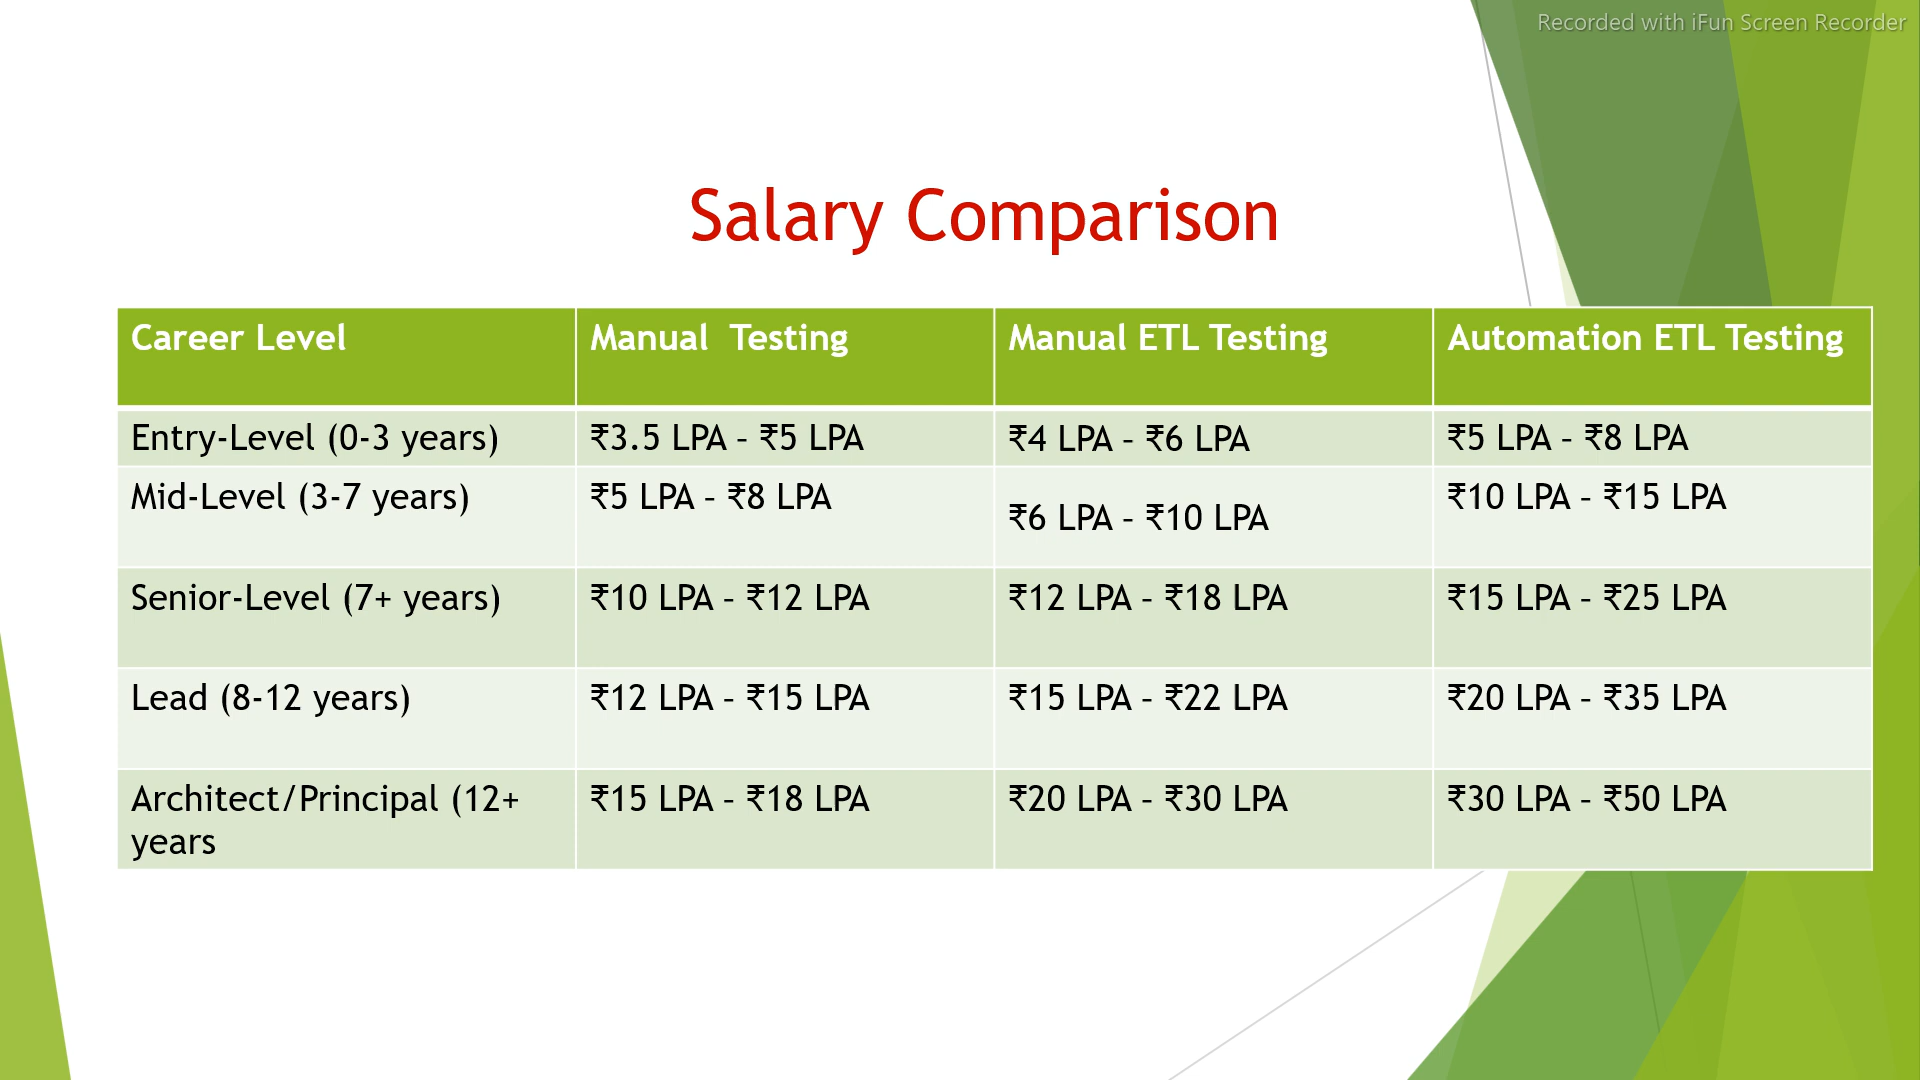 Recorded with iFun Screen Recorder
Salary Comparison
Career Level
Manual  Testing
Manual ETL Testing
Automation ETL Testing
Entry-Level (0-3 years)
₹3.5 LPA – ₹5 LPA
₹4 LPA – ₹6 LPA
₹5 LPA – ₹8 LPA
Mid-Level (3-7 years)
₹5 LPA – ₹8 LPA
₹6 LPA – ₹10 LPA
₹10 LPA – ₹15 LPA
Senior-Level (7+ years)
₹10 LPA – ₹12 LPA
₹12 LPA – ₹18 LPA
₹15 LPA – ₹25 LPA
Lead (8-12 years)
₹12 LPA – ₹15 LPA
₹15 LPA – ₹22 LPA
₹20 LPA – ₹35 LPA
Architect/Principal (12+
years
₹15 LPA – ₹18 LPA
₹20 LPA – ₹30 LPA
₹30 LPA – ₹50 LPA